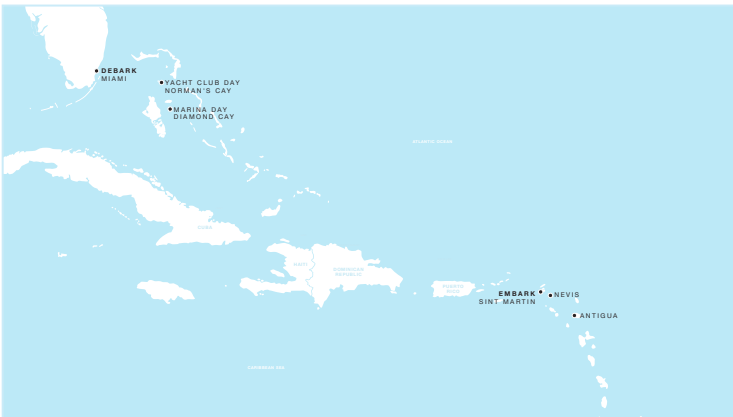 DEBARK
MIAMI
YACHT CLUB DAY
NORMAN'S CAY
MARINA DAY
DIAMOND CAY
ATLANTIC OCEAN
CUBA
HAITI
DOMINICAN
REPUBLIC
PUERTO
RICO
EMBARK
SINT MARTIN
NEVIS
ANTIGUA
CARIBBEAN SEA